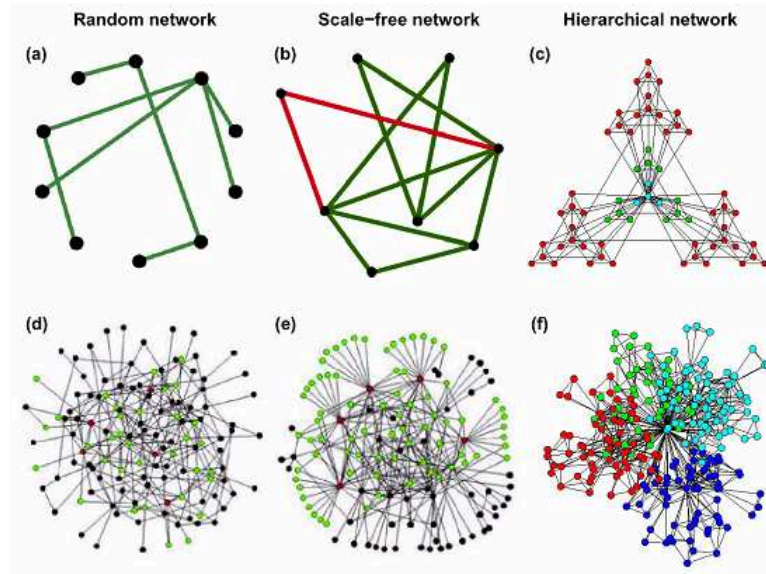 Random network
Scale-free network
Hierarchical network
(a)
(b)
(c)
(d)
(e)
(f)